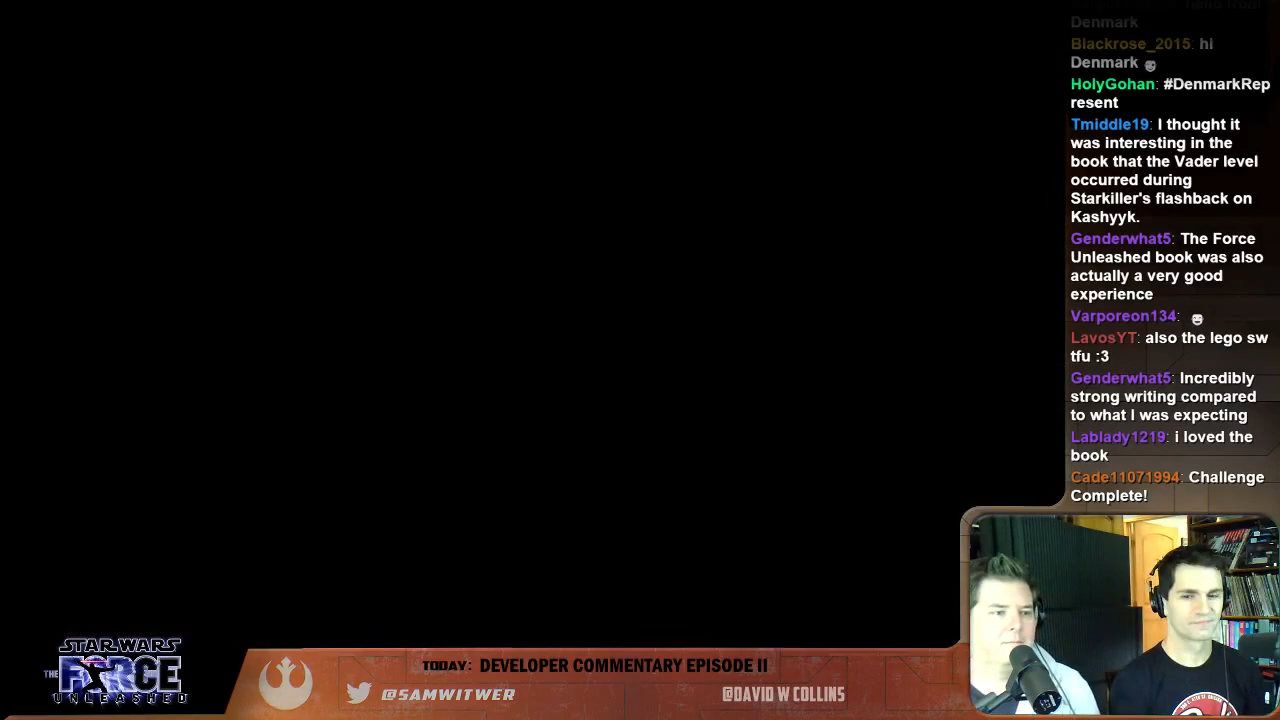 Denmark
Blackrose_2015: hi
Denmark
HolyGohan: #DenmarkRep
resent
Tmiddle19: I thought it
was interesting in the
book that the Vader level
occurred during
Starkiller's flashback on
Kashyyk.
Genderwhat5: The Force
Unleashed book was also
actually a very good
experience
Varporeon134:
LavosYT: also the lego sw
tfu :3
Genderwhat5: Incredibly
strong writing compared
to what I was expecting
Lablady1219: i loved the
book
Cade11071994: Challenge
Complete!
STAR WARS
THE FORCE
UNLEASHED
TODAY: DEVELOPER COMMENTARY EPISODE II
@SAMWITWER
@DAVID W COLLINS